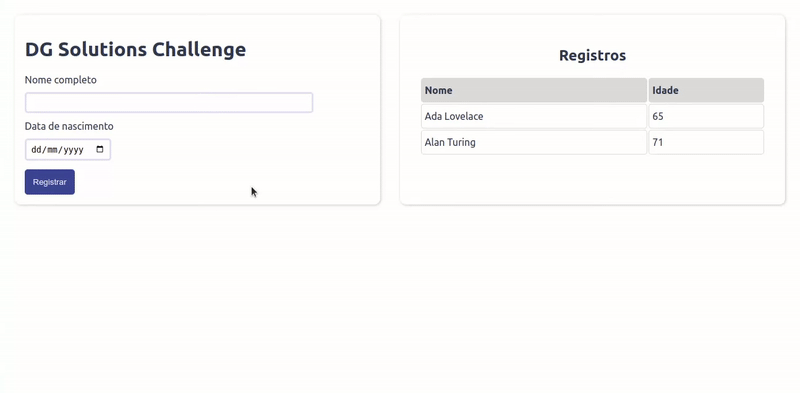 DG Solutions Challenge
Nome completo
Data de nascimento
dd/mm/yyyy
Registrar
Registros
Nome Idade
Ada Lovelace 65
Alan Turing 71